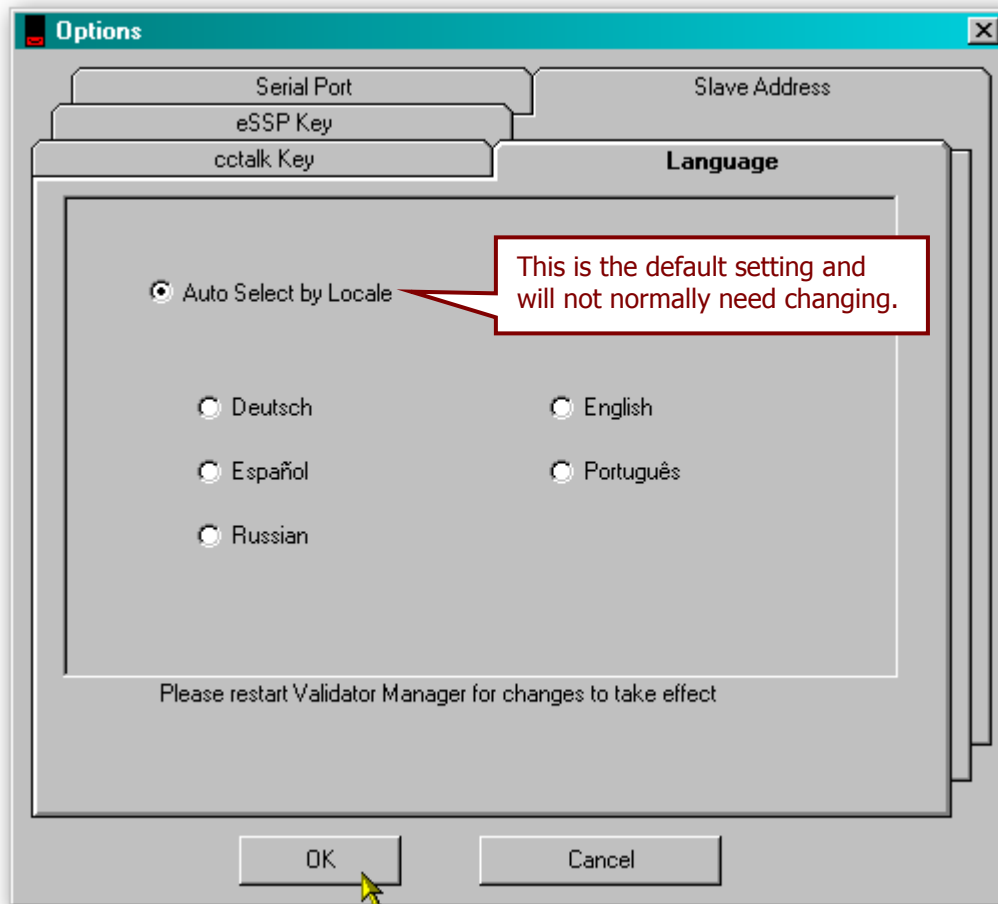 Options
Serial Port
Slave Address
eSSP Key
cctalk Key
Language
This is the default setting and
will not normally need changing.
Auto Select by Locale
Deutsch
English
Español
Português
Russian
Please restart Validator Manager for changes to take effect
OK
Cancel